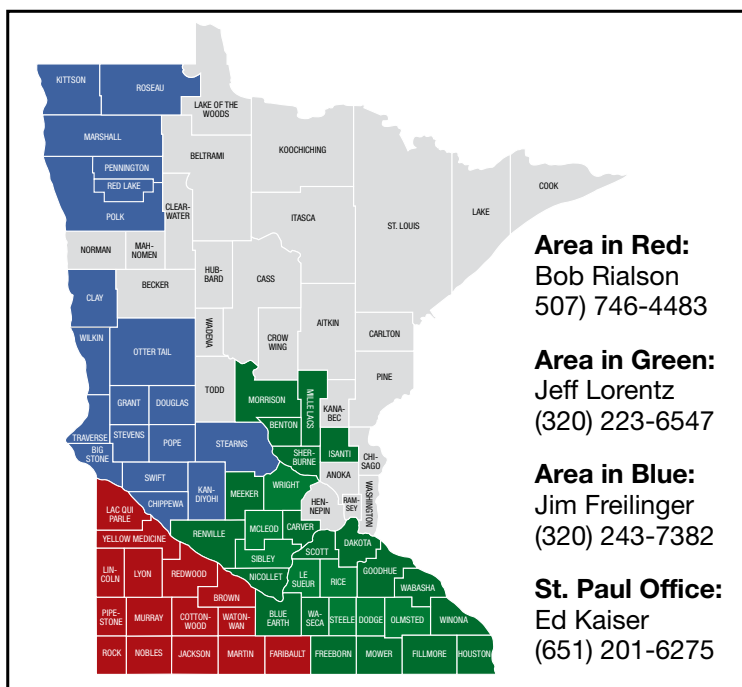 KITTSON
ROSEAU
LAKE OF THE
WOODS
MARSHALL
BELTRAMI
KOOCHICHING
PENNINGTON
RED LAKE
POLK
CLEAR-
WATER
ITASCA
ST. LOUIS
LAKE
COOK
NORMAN
MAH-
NOMEN
HUB-
BARD
CASS
BECKER
CLAY
WILKIN
OTTER TAIL
WADENA
CROW
WING
AITKIN
CARLTON
PINE
TODD
MORRISON
MILLE LACS
KANA-
BEC
GRANT
DOUGLAS
BENTON
TRAVERSE
STEVENS
POPE
STEARNS
BIG
STONE
SHER-
BURNE
ISANTI
CHI-
SAGO
ANOKA
SWIFT
KAN-
DIYOHI
MEEKER
WRIGHT
HEN-
NEPIN
RAM-
SEY
WASHINGTON
CHIPPEWA
LAC QUI
PARLE
RENVILLE
MCLEOD
CARVER
YELLOW MEDICINE
SCOTT
DAKOTA
SIBLEY
LIN-
COLN
LYON
REDWOOD
NICOLLET
LE
SUEUR
RICE
GOODHUE
WABASHA
BROWN
PIPE-
STONE
MURRAY
COTTON-
WOOD
WATON-
WAN
BLUE
EARTH
WA-
SECA
STEELE
DODGE
OLMSTED
WINONA
ROCK
NOBLES
JACKSON
MARTIN
FARIBAULT
FREEBORN
MOWER
FILLMORE
HOUSTON
Area in Red:
Bob Rialson
507) 746-4483
Area in Green:
Jeff Lorentz
(320) 223-6547
Area in Blue:
Jim Freilinger
(320) 243-7382
St. Paul Office:
Ed Kaiser
(651) 201-6275